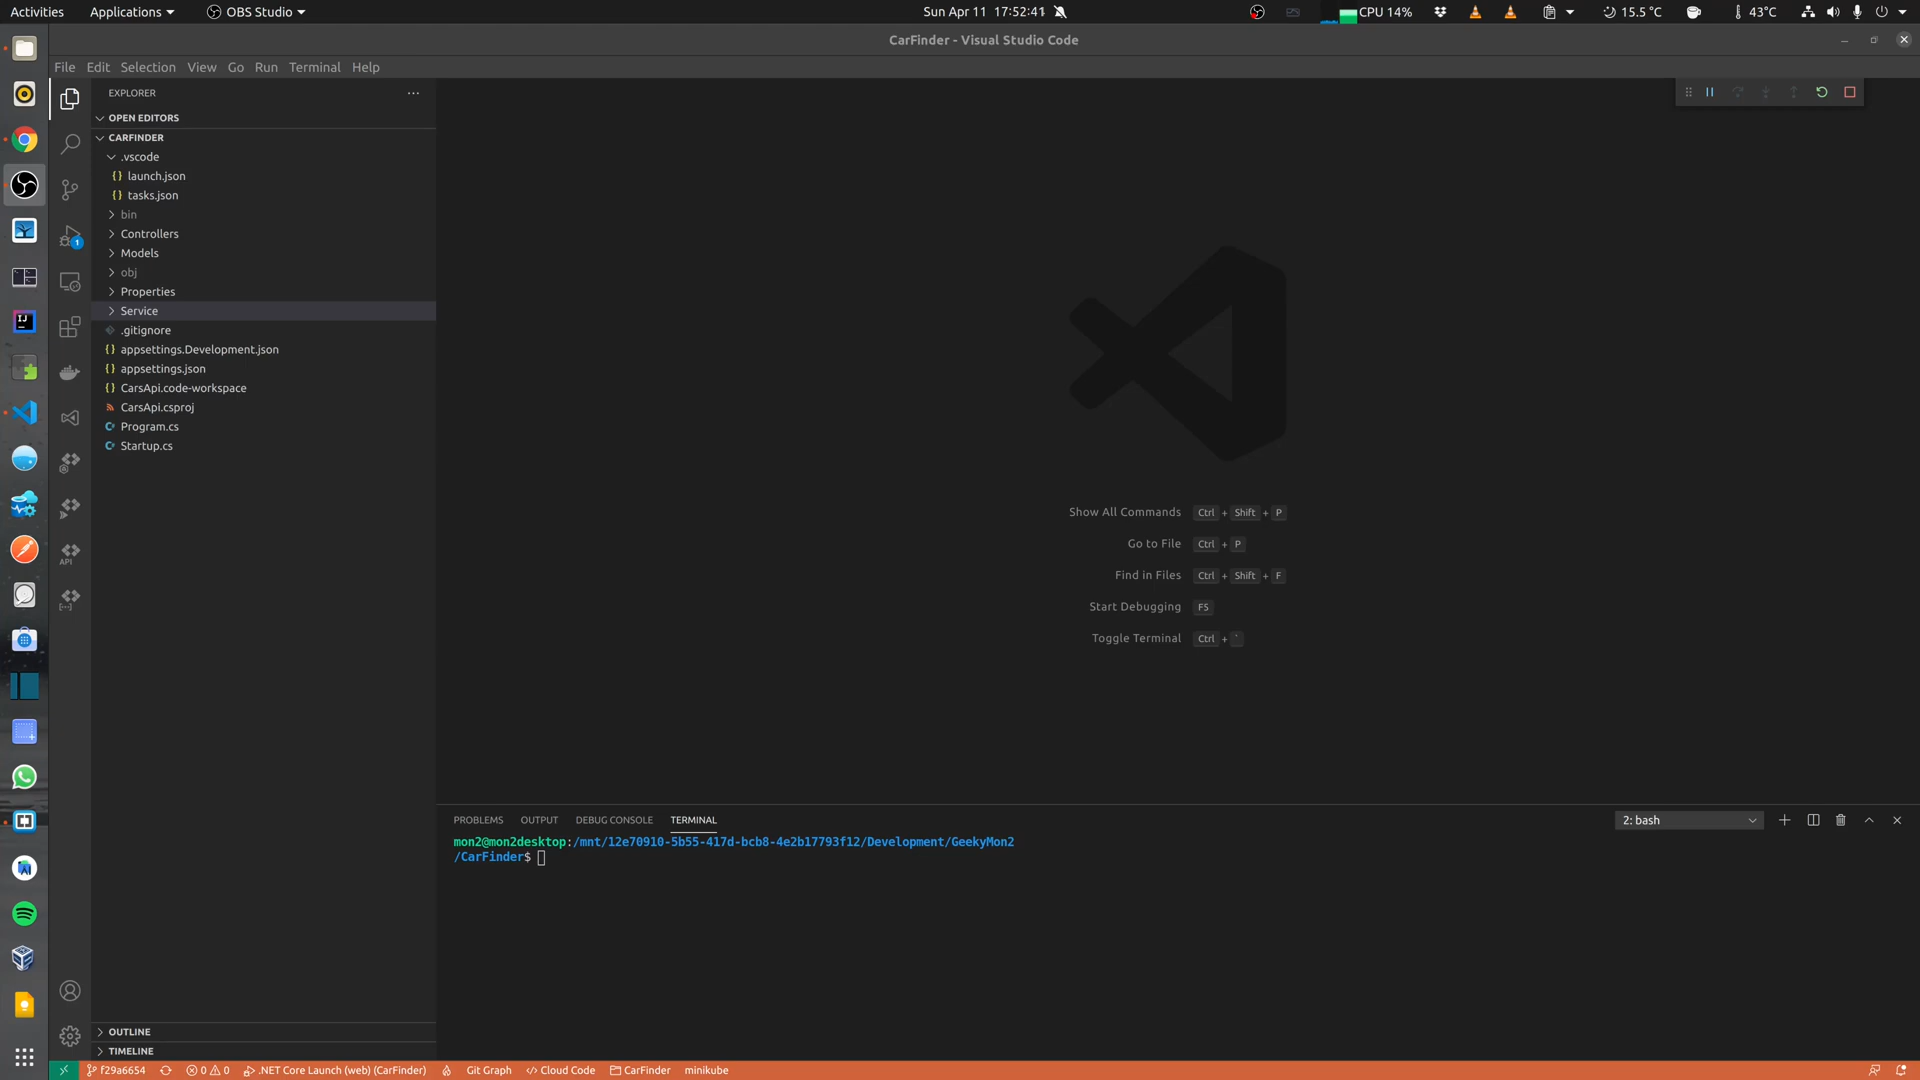 Activities
Applications
OBS Studio
Sun Apr 11 17:52:41
CPU 14%
15.5 °C
43°C
CarFinder - Visual Studio Code
File Edit Selection View Go Run Terminal Help
EXPLORER
OPEN EDITORS
CARFINDER
.vscode
{} launch.json
{} tasks.json
bin
Controllers
Models
obj
Properties
Service
.gitignore
{} appsettings.Development.json
{} appsettings.json
{} CarsApi.code-workspace
CarsApi.csproj
Program.cs
Startup.cs
1
IJ
API
Show All Commands Ctrl + Shift + P
Go to File Ctrl + P
Find in Files Ctrl + Shift + F
Start Debugging F5
Toggle Terminal Ctrl + `
PROBLEMS OUTPUT DEBUG CONSOLE TERMINAL
2: bash
mon2@mon2desktop:/mnt/12e70910-5b55-417d-bcb8-4e2b17793f12/Development/GeekyMon2
/CarFinder$
OUTLINE
TIMELINE
f29a6654
0 0
.NET Core Launch (web) (CarFinder)
Git Graph
</> Cloud Code
CarFinder
minikube